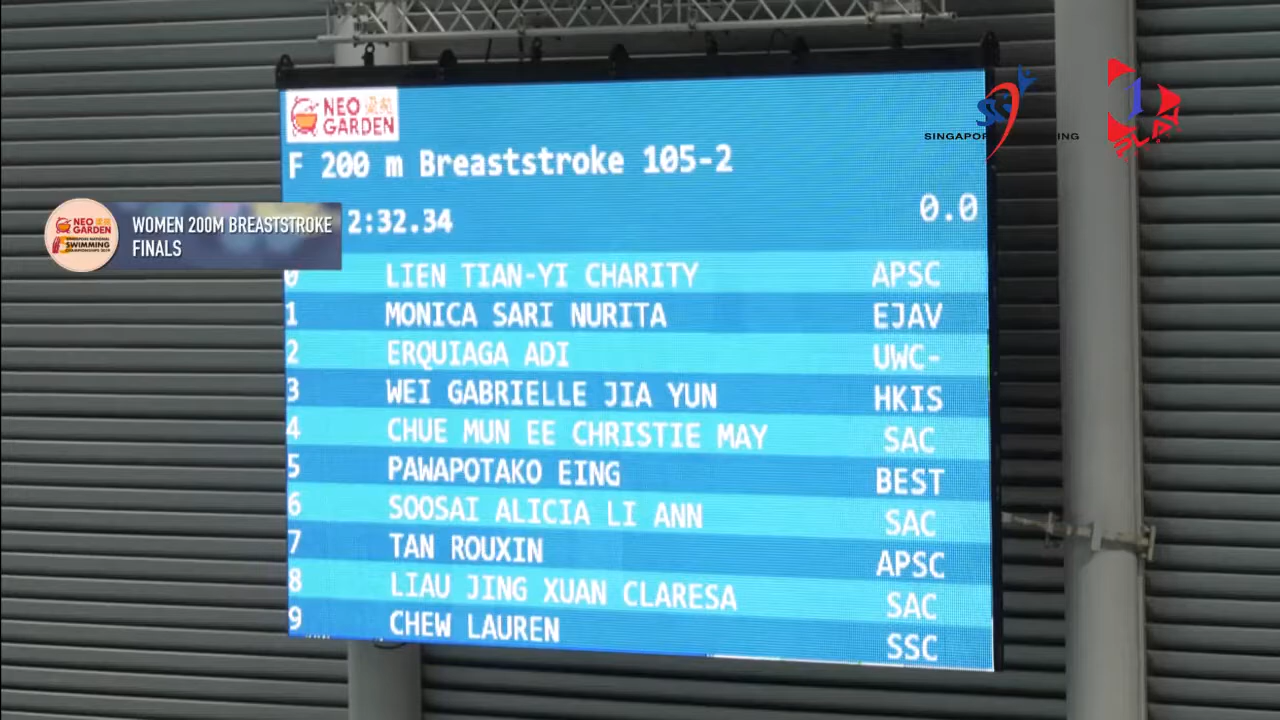 NEO 梁苑
GARDEN
F 200 m Breaststroke 105-2
2:32.34 0.0
0 LIEN TIAN-YI CHARITY APSC
1 MONICA SARI NURITA EJAV
2 ERQUIAGA ADI UWC-
3 WEI GABRIELLE JIA YUN HKIS
4 CHUE MUN EE CHRISTIE MAY SAC
5 PAWAPOTAKO EING BEST
6 SOOSAI ALICIA LI ANN SAC
7 TAN ROUXIN APSC
8 LIAU JING XUAN CLARESA SAC
9 CHEW LAUREN SSC
NEO
GARDEN
SWIMMING
WOMEN 200M BREASTSTROKE
FINALS